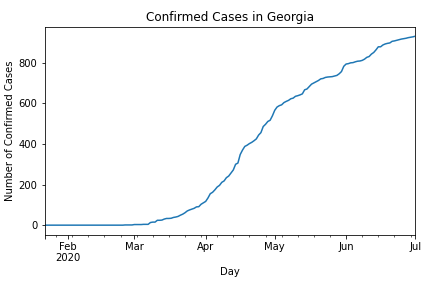 Confirmed Cases in Georgia
Number of Confirmed Cases
800
600
400
200
0
Feb Mar Apr May Jun Jul
2020
Day